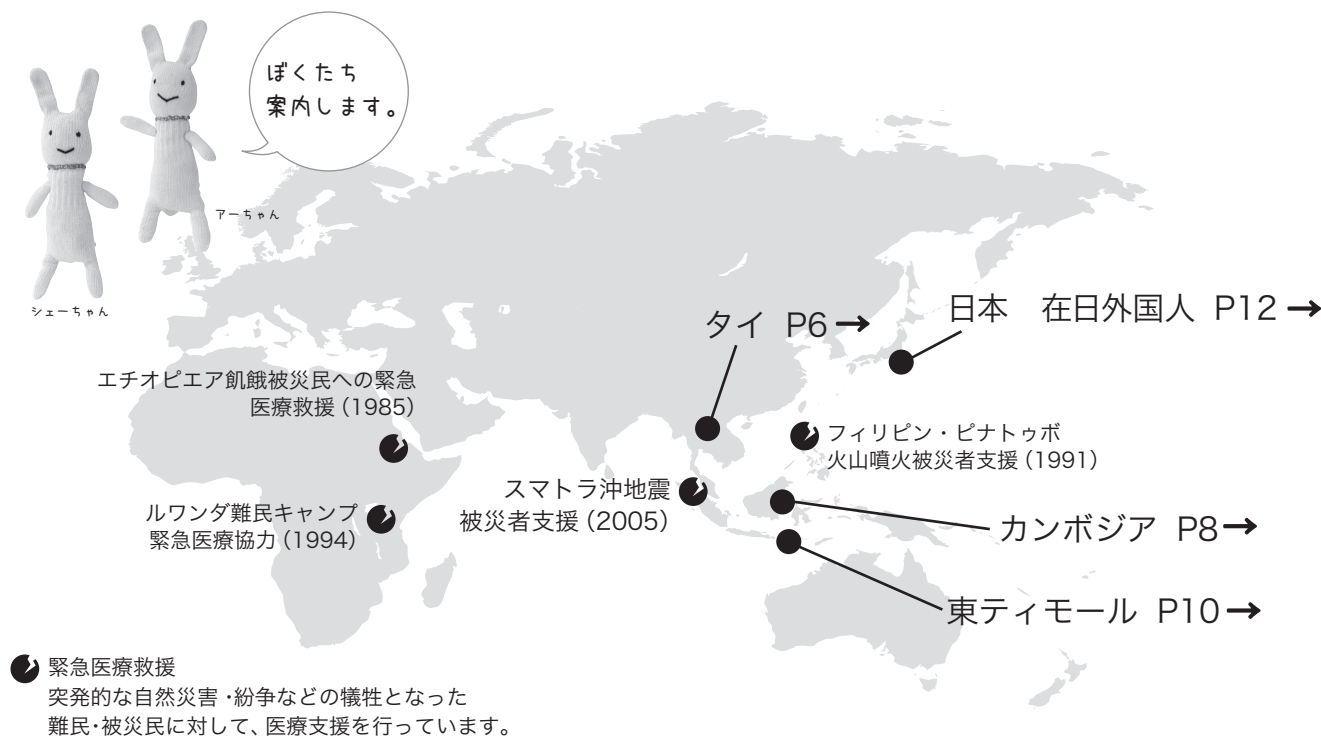 ぼくたち
案内します。
アーちゃん
シェーちゃん
日本　在日外国人 P12 →
タイ P6 →
エチオピエア飢餓被災民への緊急
医療救援(1985)
フィリピン・ピナトゥボ
火山噴火被災者支援(1991)
スマトラ沖地震
被災者支援(2005)
ルワンダ難民キャンプ
緊急医療協力(1994)
カンボジア P8→
東ティモール P10→
緊急医療救援
突発的な自然災害・紛争などの犠牲となった
難民・被災民に対して、医療支援を行っています。